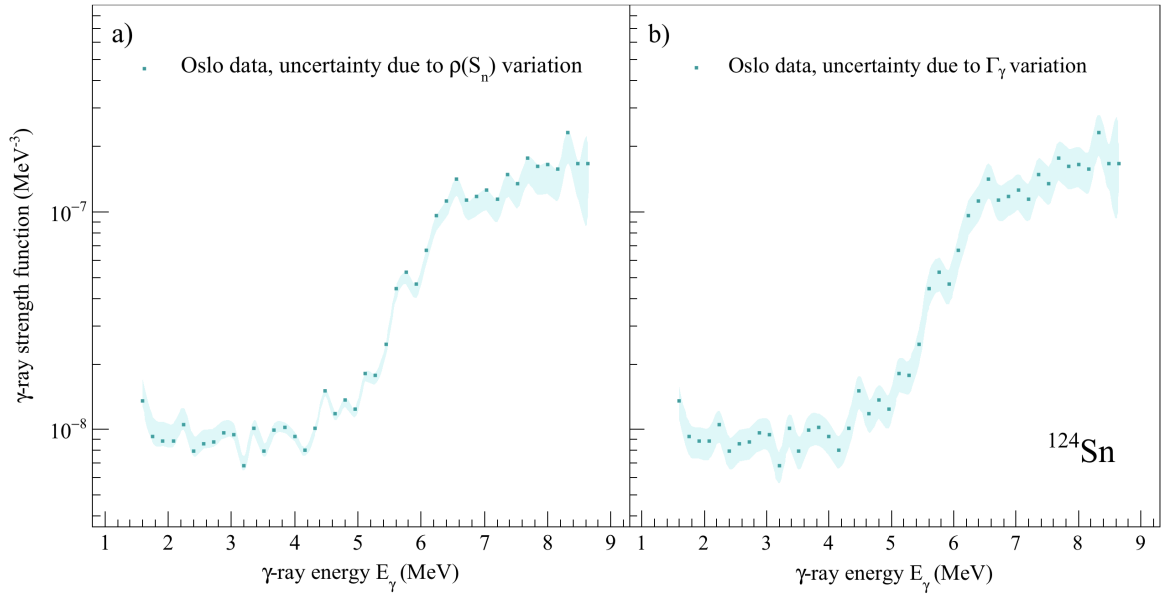 a)
Oslo data, uncertainty due to ρ(Sₙ) variation
b)
Oslo data, uncertainty due to Γᵧ variation
γ-ray strength function (MeV⁻³)
10⁻⁷
10⁻⁸
¹²⁴Sn
1 2 3 4 5 6 7 8 9
1 2 3 4 5 6 7 8 9
γ-ray energy Eᵧ (MeV)
γ-ray energy Eᵧ (MeV)